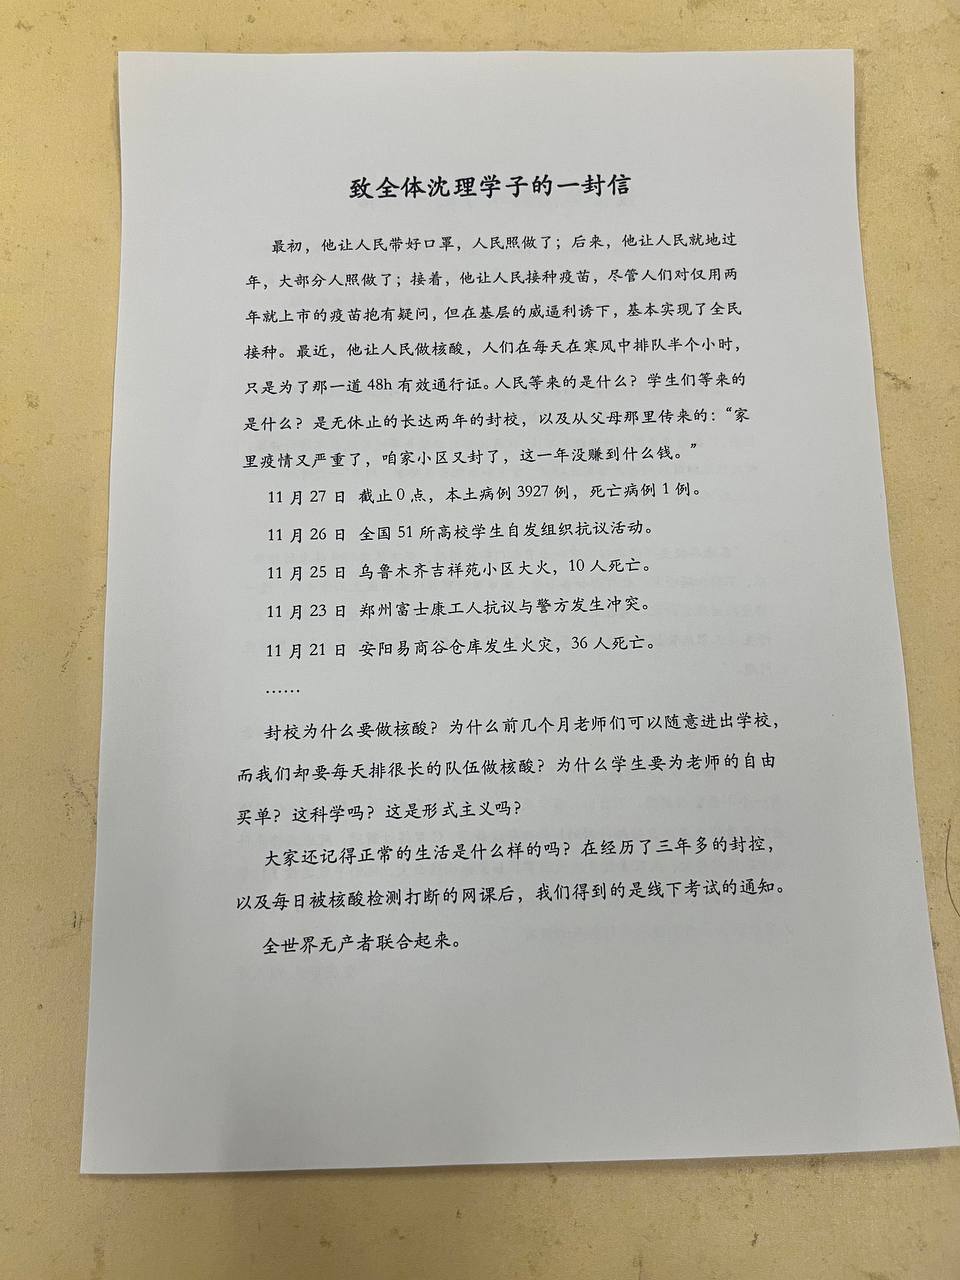 致全体沈理学子的一封信
最初，他让人民带好口罩，人民照做了；后来，他让人民就地过
年，大部分人照做了；接着，他让人民接种疫苗，尽管人们对仅用两
年就上市的疫苗抱有疑问，但在基层的威逼利诱下，基本实现了全民
接种。最近，他让人民做核酸，人们在每天在寒风中排队半个小时，
只是为了那一道 48h 有效通行证。人民等来的是什么？学生们等来的
是什么？是无休止的长达两年的封校，以及从父母那里传来的：“家
里疫情又严重了，咱家小区又封了，这一年没赚到什么钱。”
11 月 27 日 截止 0 点，本土病例 3927 例，死亡病例 1 例。
11 月 26 日 全国 51 所高校学生自发组织抗议活动。
11 月 25 日 乌鲁木齐吉祥苑小区大火，10 人死亡。
11 月 23 日 郑州富士康工人抗议与警方发生冲突。
11 月 21 日 安阳易商谷仓库发生火灾，36 人死亡。
……
封校为什么要做核酸？为什么前几个月老师们可以随意进出学校，
而我们却要每天排很长的队伍做核酸？为什么学生要为老师的自由
买单？这科学吗？这是形式主义吗？
大家还记得正常的生活是什么样的吗？在经历了三年多的封控，
以及每日被核酸检测打断的网课后，我们得到的是线下考试的通知。
全世界无产者联合起来。